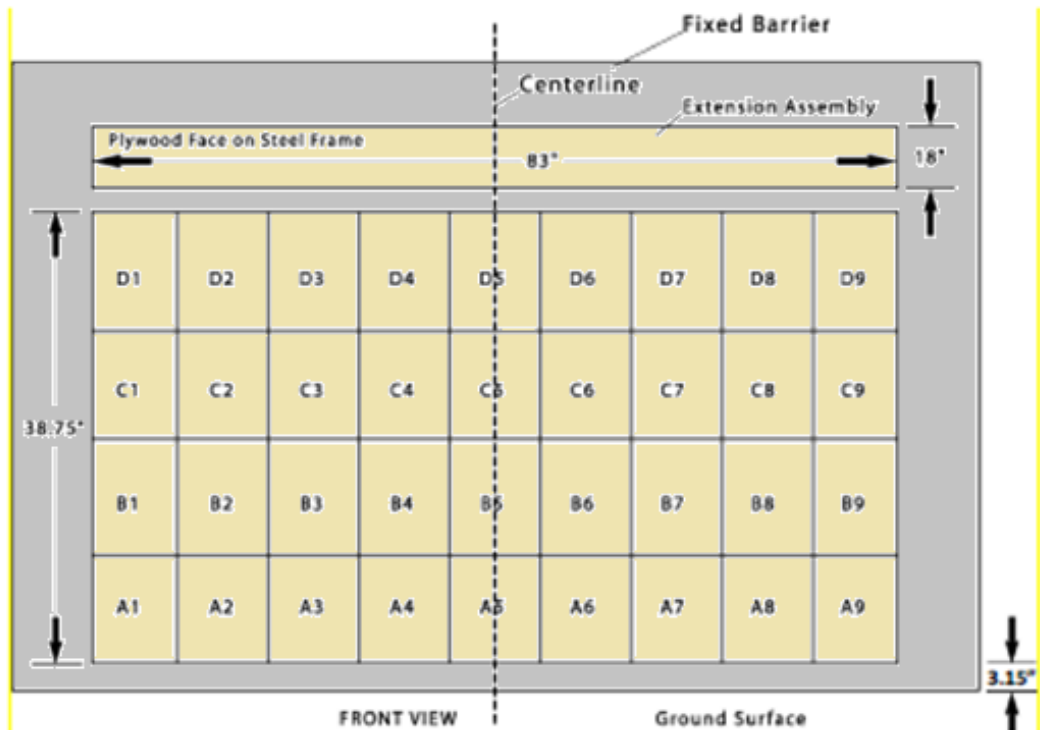 Fixed Barrier
Centerline
Extension Assembly
Plywood Face on Steel Frame
83"
18"
D1 D2 D3 D4 D5 D6 D7 D8 D9
C1 C2 C3 C4 C5 C6 C7 C8 C9
38.75"
B1 B2 B3 B4 B5 B6 B7 B8 B9
A1 A2 A3 A4 A5 A6 A7 A8 A9
3.15"
FRONT VIEW Ground Surface